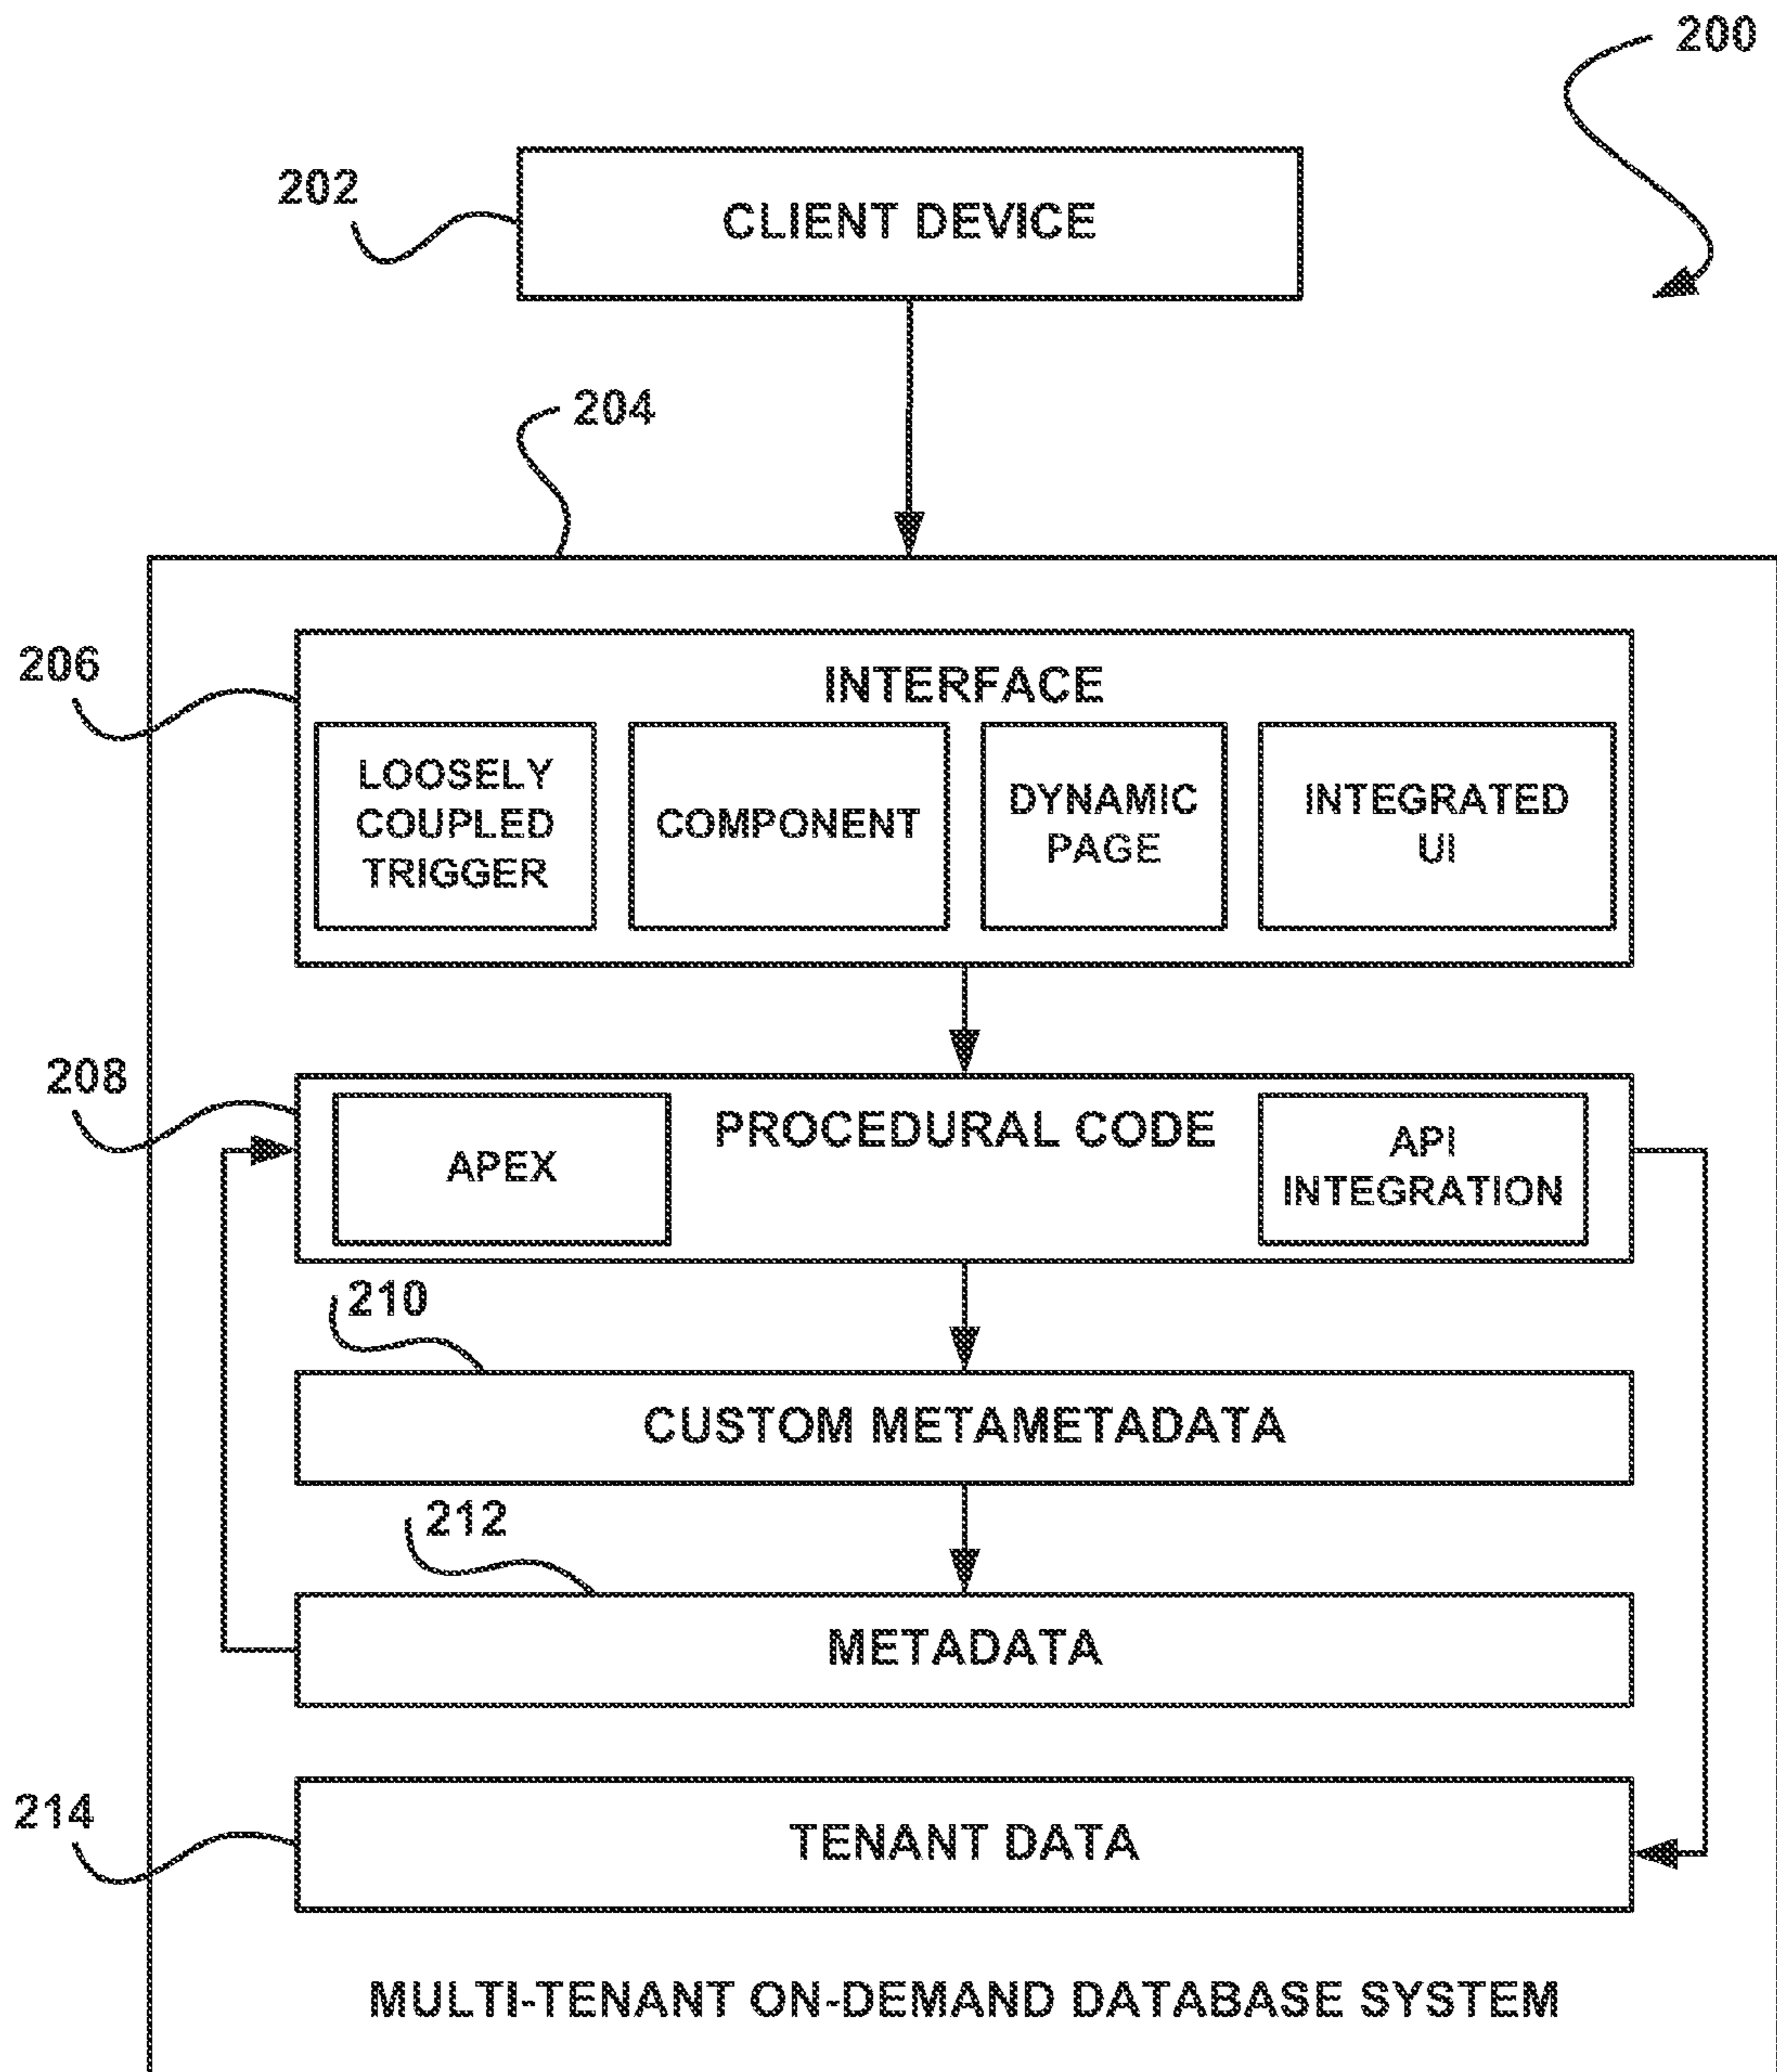 200
202
CLIENT DEVICE
204
206
INTERFACE
LOOSELY
COUPLED
TRIGGER
COMPONENT
DYNAMIC
PAGE
INTEGRATED
UI
208
PROCEDURAL CODE
APEX
API
INTEGRATION
210
CUSTOM METAMETADATA
212
METADATA
214
TENANT DATA
MULTI-TENANT ON-DEMAND DATABASE SYSTEM